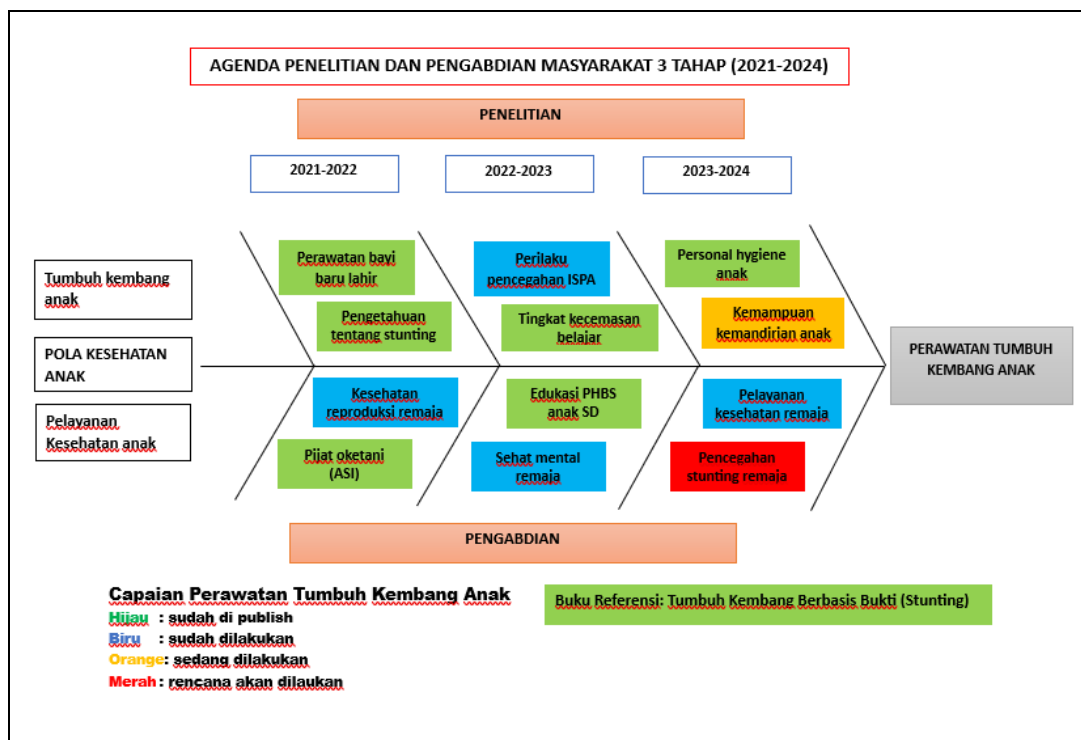 AGENDA PENELITIAN DAN PENGABDIAN MASYARAKAT 3 TAHAP (2021-2024)
PENELITIAN
2021-2022
2022-2023
2023-2024
Tumbuh kembang
anak
Perawatan bayi
baru lahir
Pengetahuan
tentang stunting
Perilaku
pencegahan ISPA
Tingkat kecemasan
belajar
Personal hygiene
anak
Kemampuan
kemandirian anak
POLA KESEHATAN
ANAK
PERAWATAN TUMBUH
KEMBANG ANAK
Pelayanan
Kesehatan anak
Kesehatan
reproduksi remaja
Pijat oketani
(ASI)
Edukasi PHBS
anak SD
Sehat mental
remaja
Pelayanan
kesehatan remaja
Pencegahan
stunting remaja
PENGABDIAN
Capaian Perawatan Tumbuh Kembang Anak
Hijau : sudah di publish
Biru : sudah dilakukan
Orange: sedang dilakukan
Merah : rencana akan dilaukan
Buku Referensi: Tumbuh Kembang Berbasis Bukti (Stunting)